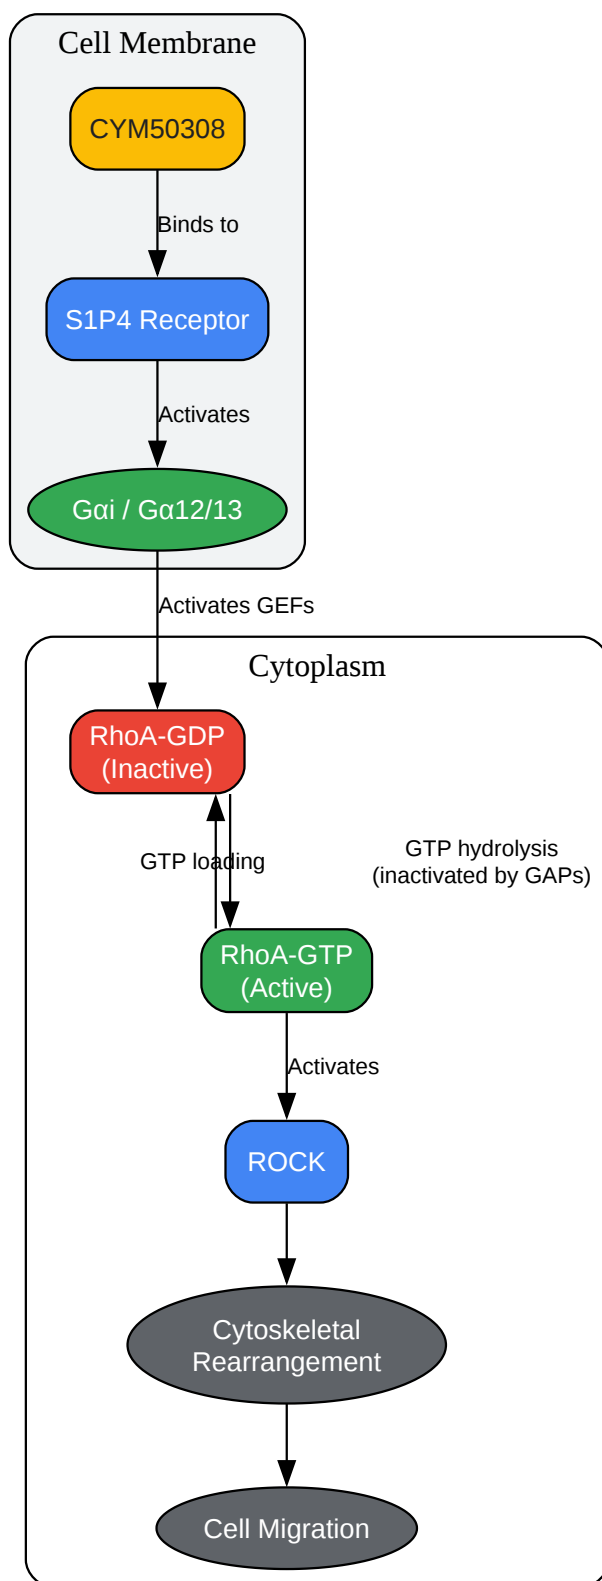 Cell Membrane
CYM50308
Binds to
S1P4 Receptor
Activates
Gαi / Gα12/13
Activates GEFs
Cytoplasm
RhoA-GDP
(Inactive)
GTP loading
GTP hydrolysis
(inactivated by GAPs)
RhoA-GTP
(Active)
Activates
ROCK
Cytoskeletal
Rearrangement
Cell Migration